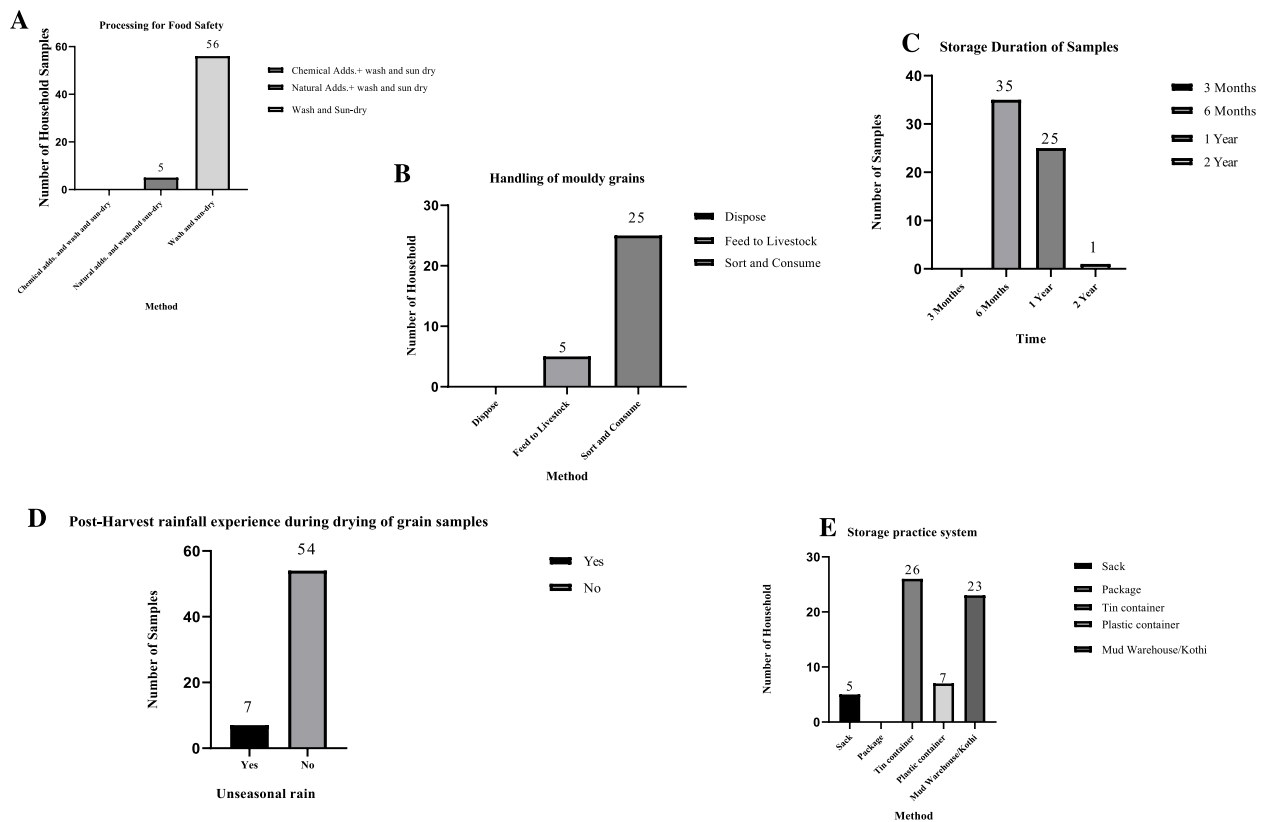 A
Processing for Food Safety
Number of Household Samples
60
40
20
0
5
56
Chemical adds. and wash and sun-dry
Natural adds. and wash and sun-dry
Wash and sun-dry
Method
Chemical Adds.+ wash and sun dry
Natural Adds.+ wash and sun dry
Wash and Sun-dry
B
Handling of mouldy grains
Number of Household
30
20
10
0
5
25
Dispose
Feed to Livestock
Sort and Consume
Method
Dispose
Feed to Livestock
Sort and Consume
C
Storage Duration of Samples
Number of Samples
40
30
20
10
0
35
25
1
3 Monthes
6 Months
1 Year
2 Year
Time
3 Months
6 Months
1 Year
2 Year
D
Post-Harvest rainfall experience during drying of grain samples
Number of Samples
60
40
20
0
7
54
Yes
No
Unseasonal rain
Yes
No
E
Storage practice system
Number of Household
30
20
10
0
5
26
7
23
Sack
Package
Tin container
Plastic container
Mud Warehouse/Kothi
Method
Sack
Package
Tin container
Plastic container
Mud Warehouse/Kothi